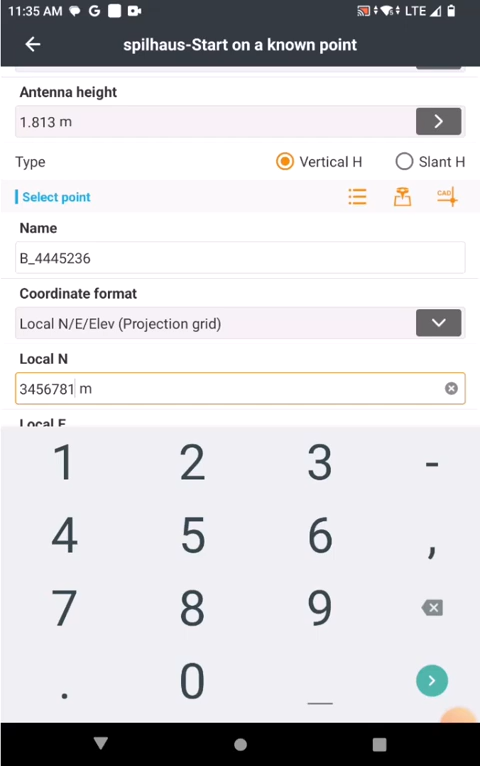 11:35 AM G LTE
spilhaus-Start on a known point
Antenna height
1.813 m
Type Vertical H Slant H
Select point CAD
Name
B_4445236
Coordinate format
Local N/E/Elev (Projection grid)
Local N
3456781 m
Local E
1 2 3 -
4 5 6 ,
7 8 9
. 0 _